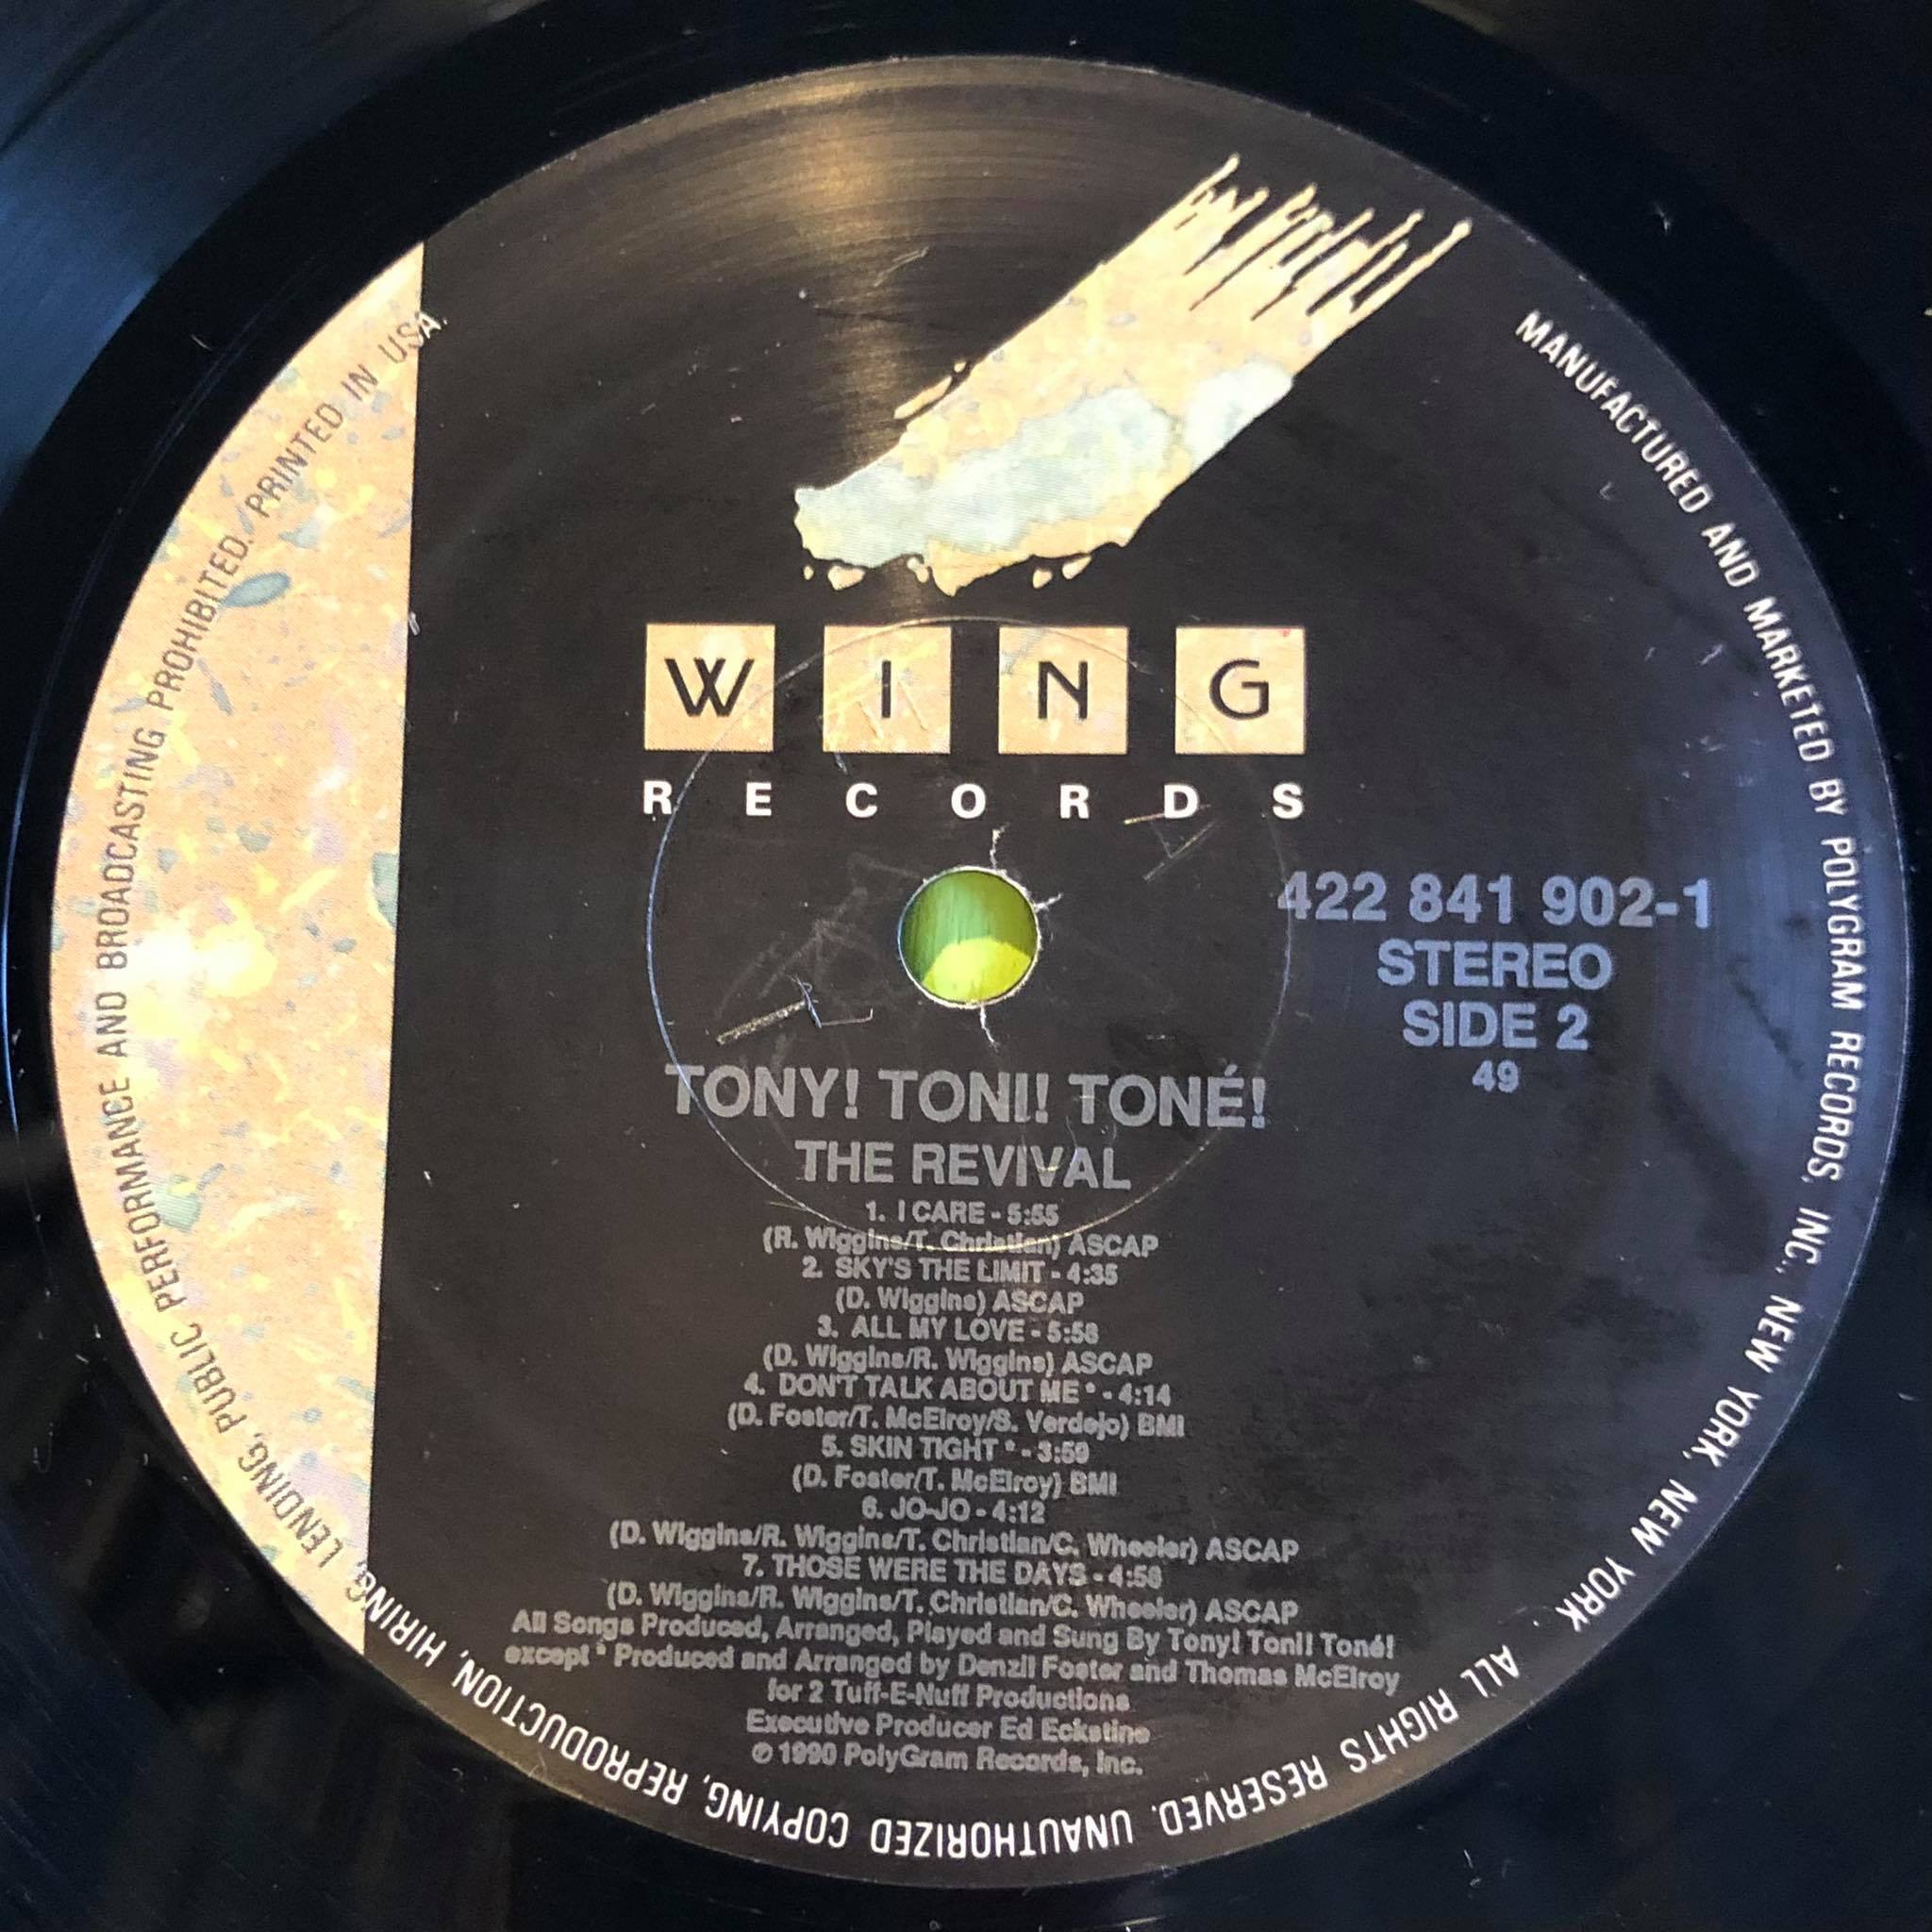 WING
RECORDS
422 841 902-1
STEREO
SIDE 2
49
TONY! TONI! TONÉ!
THE REVIVAL
1. I CARE - 5:55
(R. Wiggins/T. Christian) ASCAP
2. SKY'S THE LIMIT - 4:35
(D. Wiggins) ASCAP
3. ALL MY LOVE - 5:58
(D. Wiggins/R. Wiggins) ASCAP
4. DON'T TALK ABOUT ME * - 4:14
(D. Foster/T. McElroy/S. Verdejo) BMI
5. SKIN TIGHT * - 3:59
(D. Foster/T. McElroy) BMI
6. JO-JO - 4:12
(D. Wiggins/R. Wiggins/T. Christian/C. Wheeler) ASCAP
7. THOSE WERE THE DAYS - 4:58
(D. Wiggins/R. Wiggins/T. Christian/C. Wheeler) ASCAP
All Songs Produced, Arranged, Played and Sung By Tony! Toni! Toné!
except * Produced and Arranged by Denzil Foster and Thomas McElroy
for 2 Tuff-E-Nuff Productions
Executive Producer Ed Eckstine
℗ 1990 PolyGram Records, Inc.
MANUFACTURED AND MARKETED BY POLYGRAM RECORDS, INC., NEW YORK, NEW YORK. ALL RIGHTS RESERVED. UNAUTHORIZED COPYING, REPRODUCTION, HIRING, LENDING, PUBLIC PERFORMANCE AND BROADCASTING PROHIBITED. PRINTED IN USA.